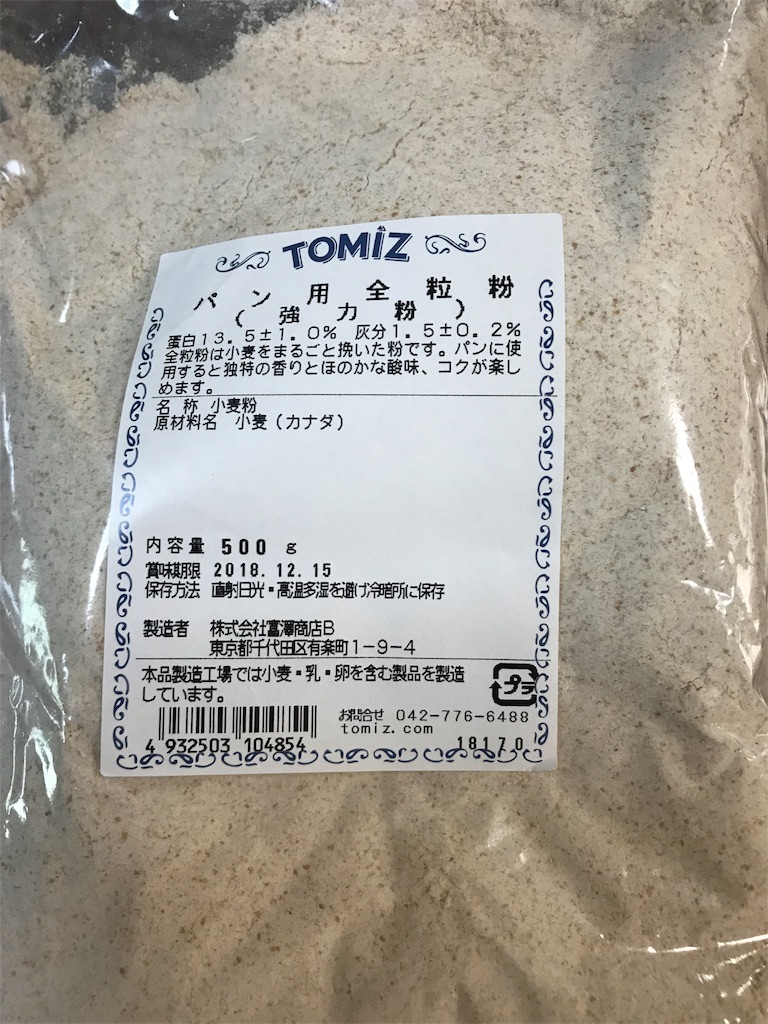 TOMIZ
パン用全粒粉
(強力粉)
蛋白13.5±1.0% 灰分1.5±0.2%
全粒粉は小麦をまるごと挽いた粉です。パンに使
用すると独特の香りとほのかな酸味、コクが楽し
めます。
名 称 小麦粉
原材料名 小麦(カナダ)
内容量 500 g
賞味期限 2018.12.15
保存方法 直射日光・高温多湿を避け冷暗所に保存
製造者 株式会社富澤商店B
東京都千代田区有楽町1-9-4
本品製造工場では小麦・乳・卵を含む製品を製造
しています。
プラ
お問合せ 042-776-6488
tomiz.com
4 932503 104854
18170